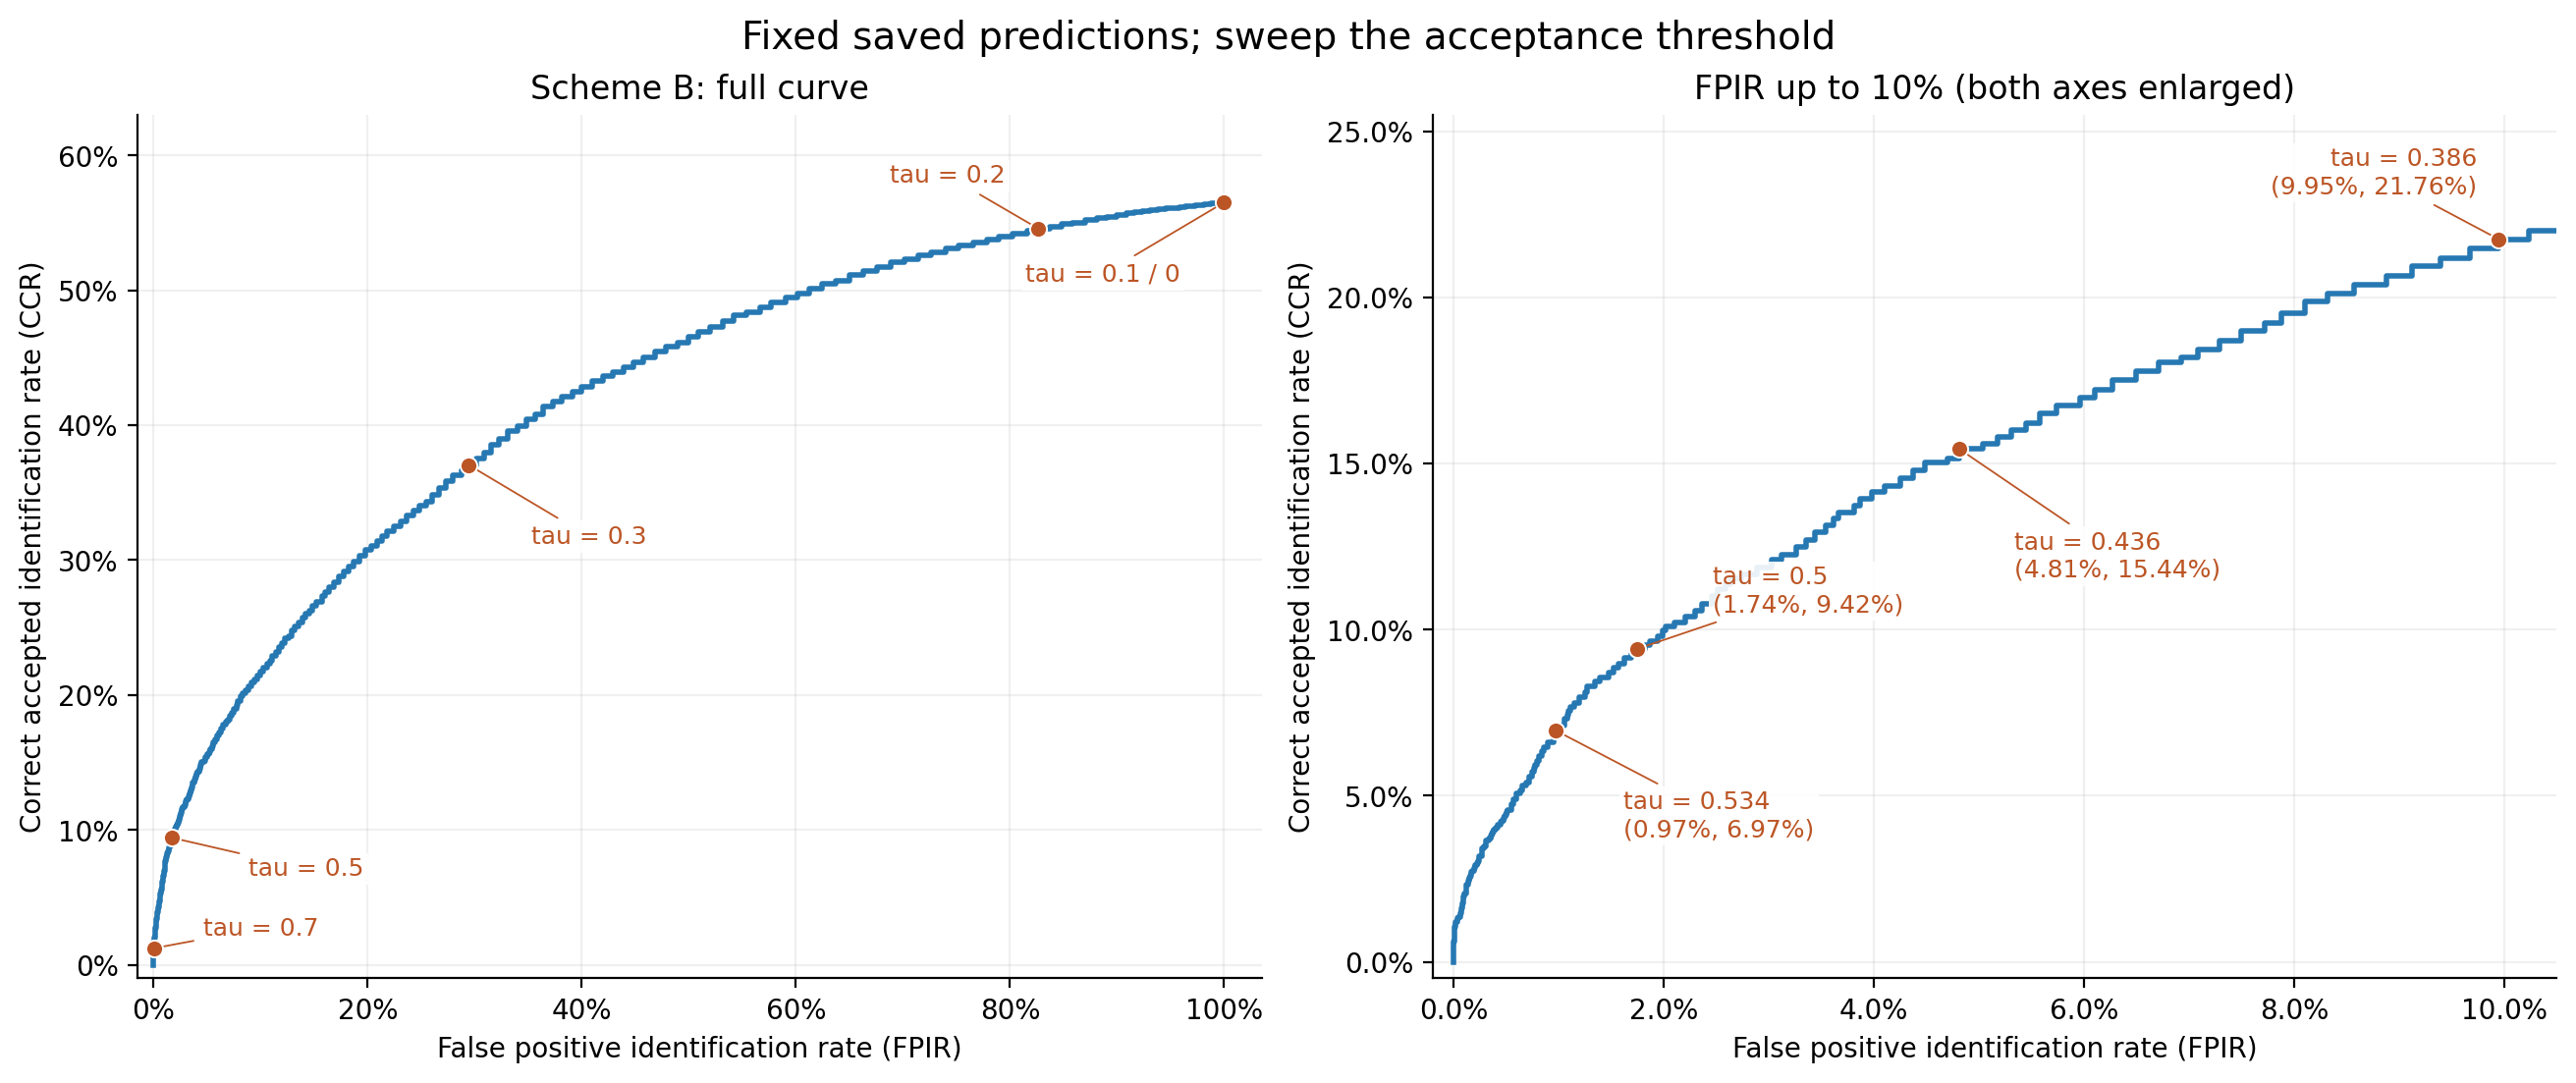 Fixed saved predictions; sweep the acceptance threshold
Scheme B: full curve
Correct accepted identification rate (CCR)
60%
50%
40%
30%
20%
10%
0%
tau = 0.2
tau = 0.1 / 0
tau = 0.3
tau = 0.5
tau = 0.7
0%
20%
40%
60%
80%
100%
False positive identification rate (FPIR)
FPIR up to 10% (both axes enlarged)
Correct accepted identification rate (CCR)
25.0%
20.0%
15.0%
10.0%
5.0%
0.0%
tau = 0.386
(9.95%, 21.76%)
tau = 0.436
(4.81%, 15.44%)
tau = 0.5
(1.74%, 9.42%)
tau = 0.534
(0.97%, 6.97%)
0.0%
2.0%
4.0%
6.0%
8.0%
10.0%
False positive identification rate (FPIR)